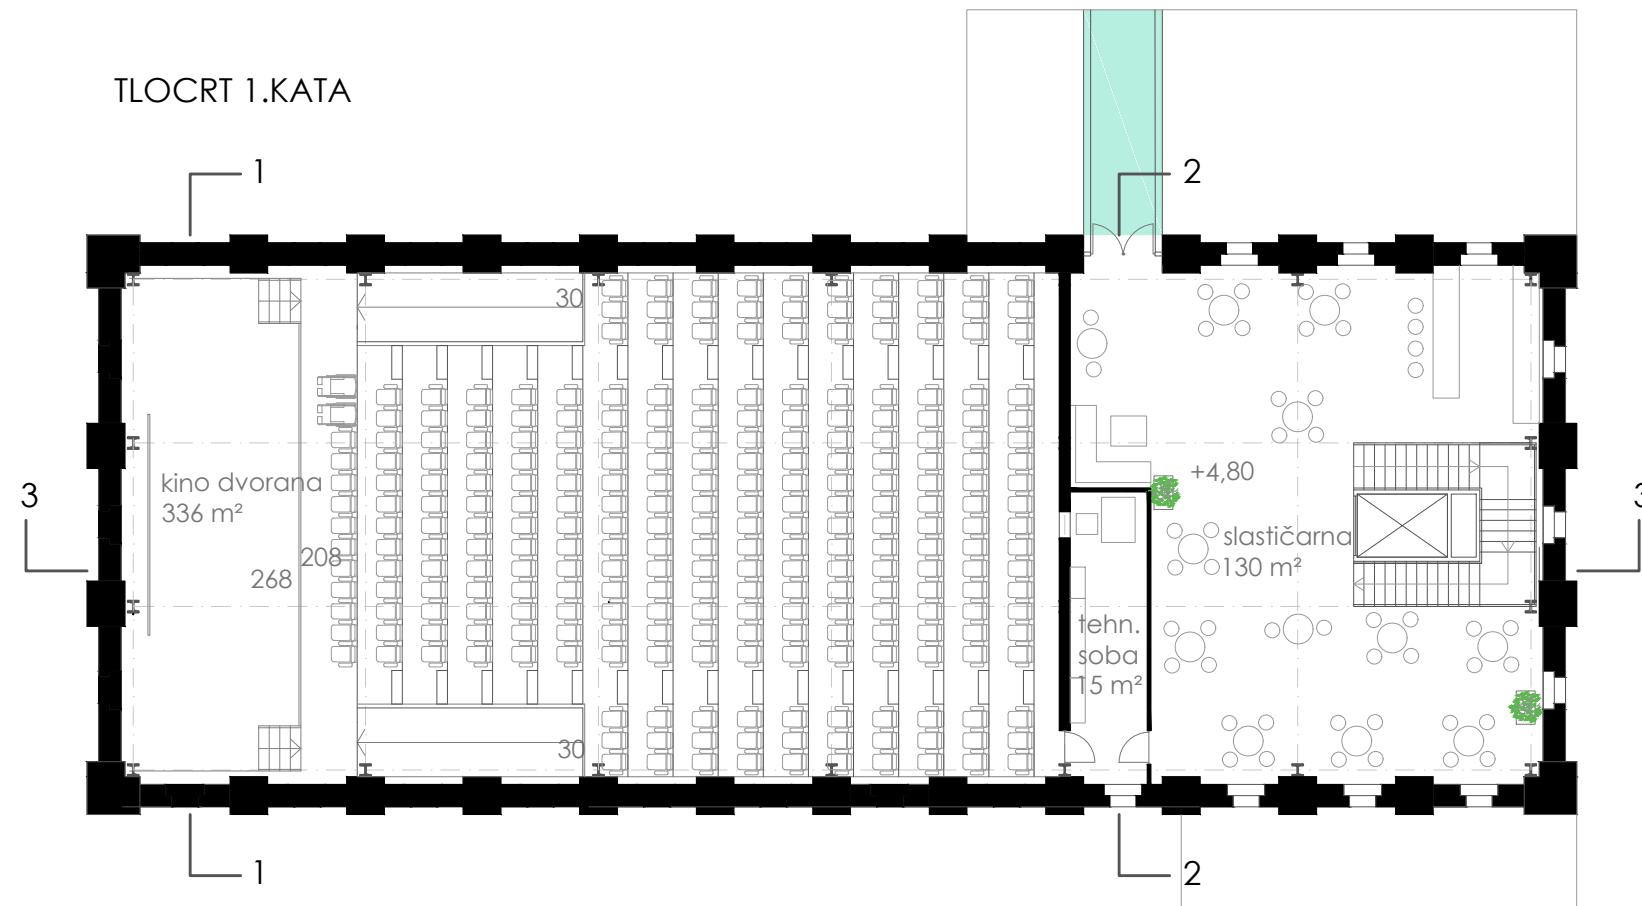 TLOCRT 1.KATA
1
2
30
kino dvorana
336 m²
+4,80
3
3
208
268
slastičarna
130 m²
tehn.
soba
15 m²
30
1
2